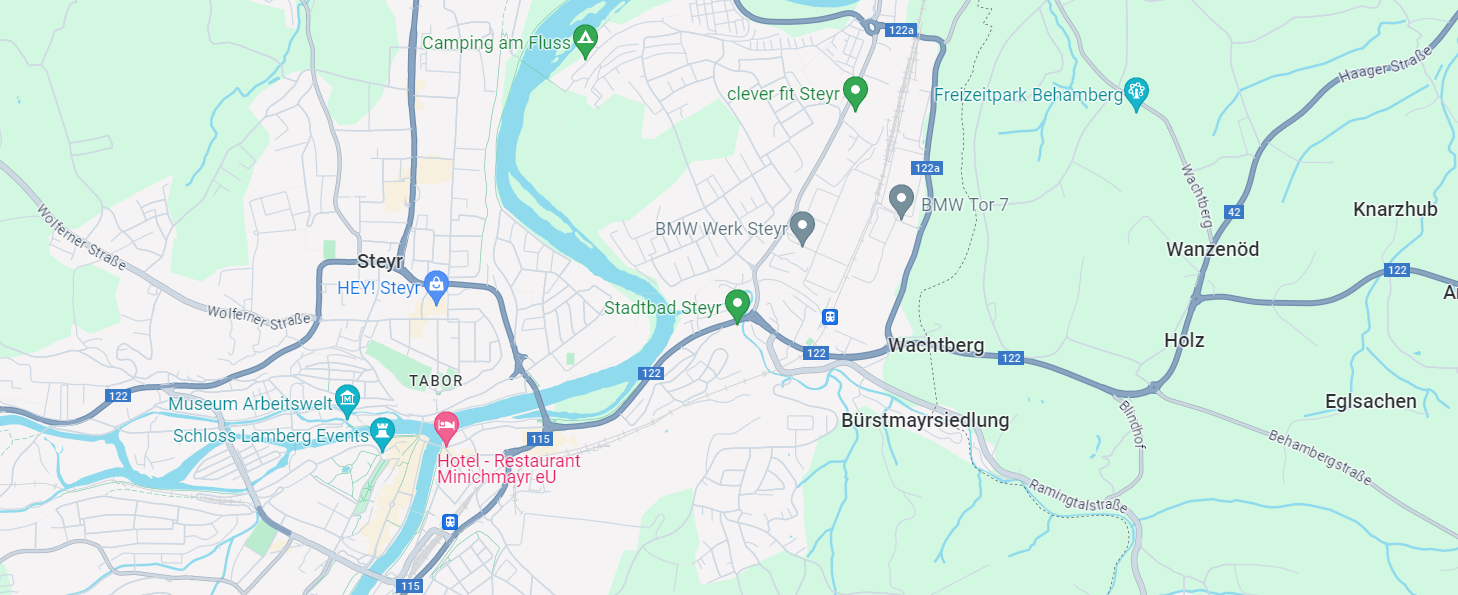 122a
Camping am Fluss
Haager Straße
clever fit Steyr
Freizeitpark Behamberg
122a
Wachtberg
BMW Tor 7
Knarzhub
42
Wolferner Straße
BMW Werk Steyr
Wanzenöd
Steyr
122
HEY! Steyr
Stadtbad Steyr
Wolferner Straße
Holz
Wachtberg
122
122
122
TABOR
122
Museum Arbeitswelt
Eglsachen
Blindhof
Bürstmayrsiedlung
Schloss Lamberg Events
115
Behambergstraße
Hotel - Restaurant
Minichmayr eU
Ramingtalstraße
115